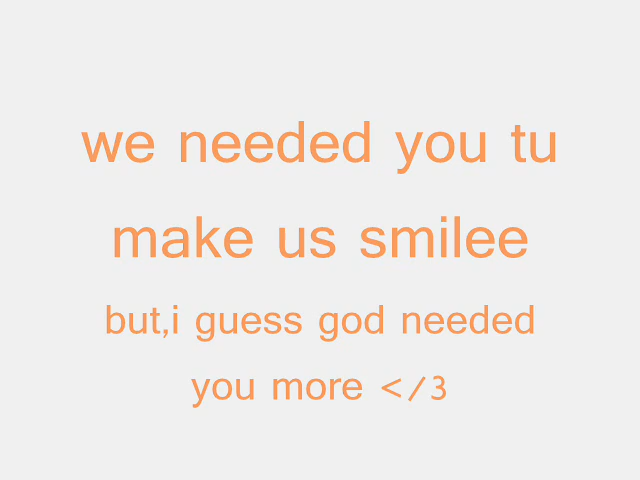 we needed you tu
make us smilee
but,i guess god needed
you more </3